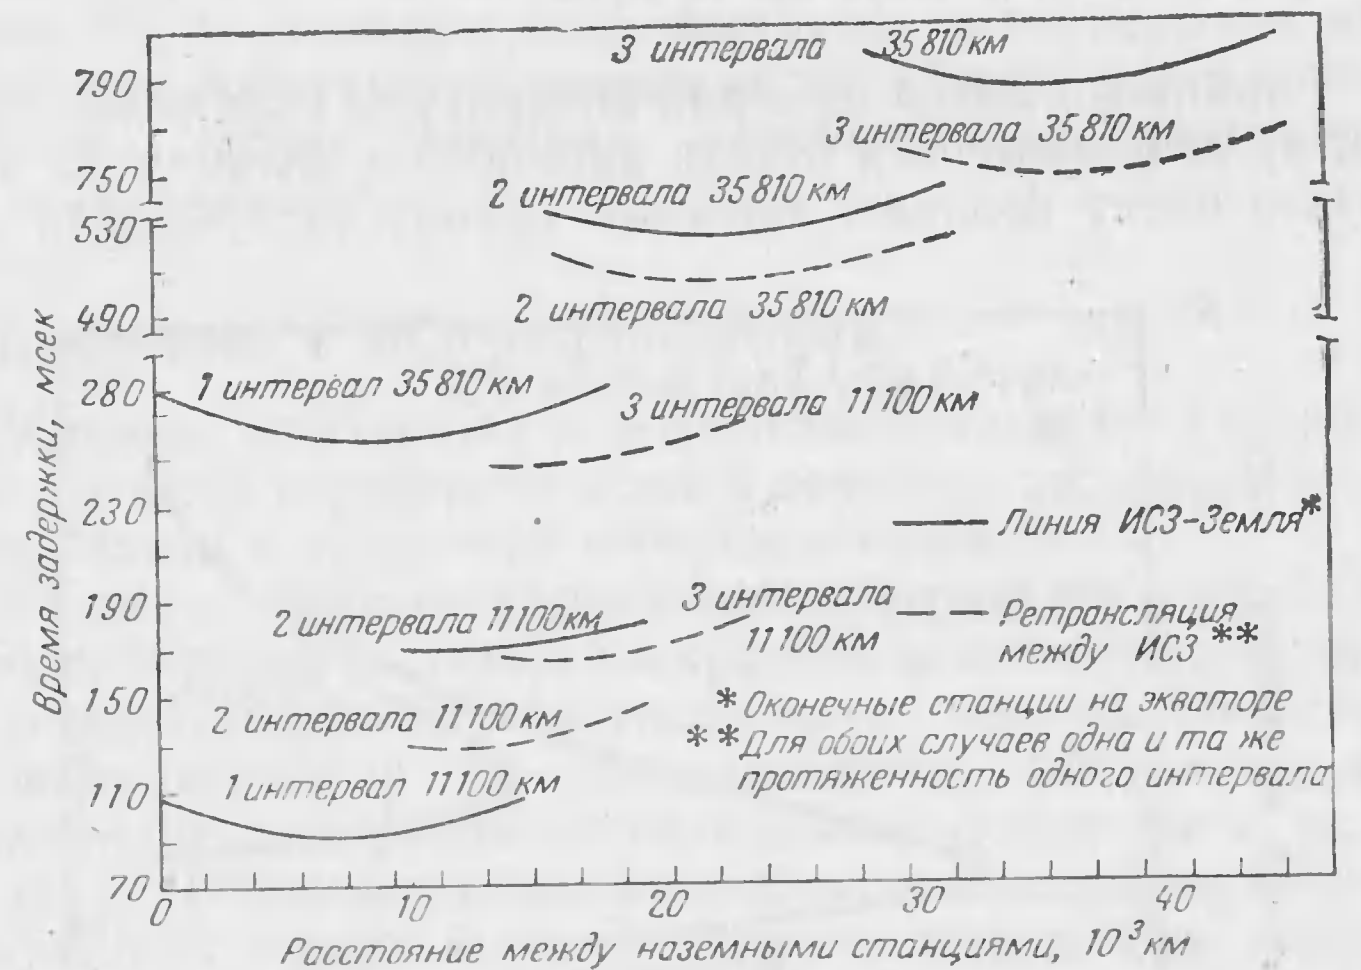 3 интервала 35 810 км
790
3 интервала 35 810 км
750
2 интервала 35 810 км
530
2 интервала 35 810 км
490
280
1 интервал 35 810 км
3 интервала 11 100 км
230
Линия ИСЗ-Земля*
190
3 интервала
11 100 км
2 интервала 11 100 км
Ретрансляция
между ИСЗ **
150
2 интервала 11 100 км
* Оконечные станции на экваторе
** Для обоих случаев одна и та же
протяженность одного интервала
110
1 интервал 11 100 км
70
0 10 20 30 40
Время задержки, мсек
Расстояние между наземными станциями, 10³ км